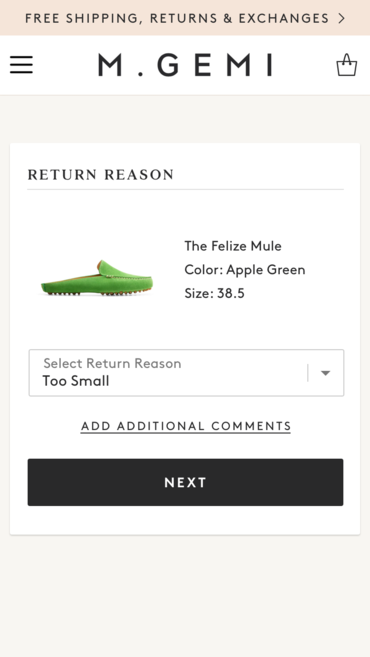 FREE SHIPPING, RETURNS & EXCHANGES
M.GEMI
RETURN REASON
The Felize Mule
Color: Apple Green
Size: 38.5
Select Return Reason
Too Small
ADD ADDITIONAL COMMENTS
NEXT